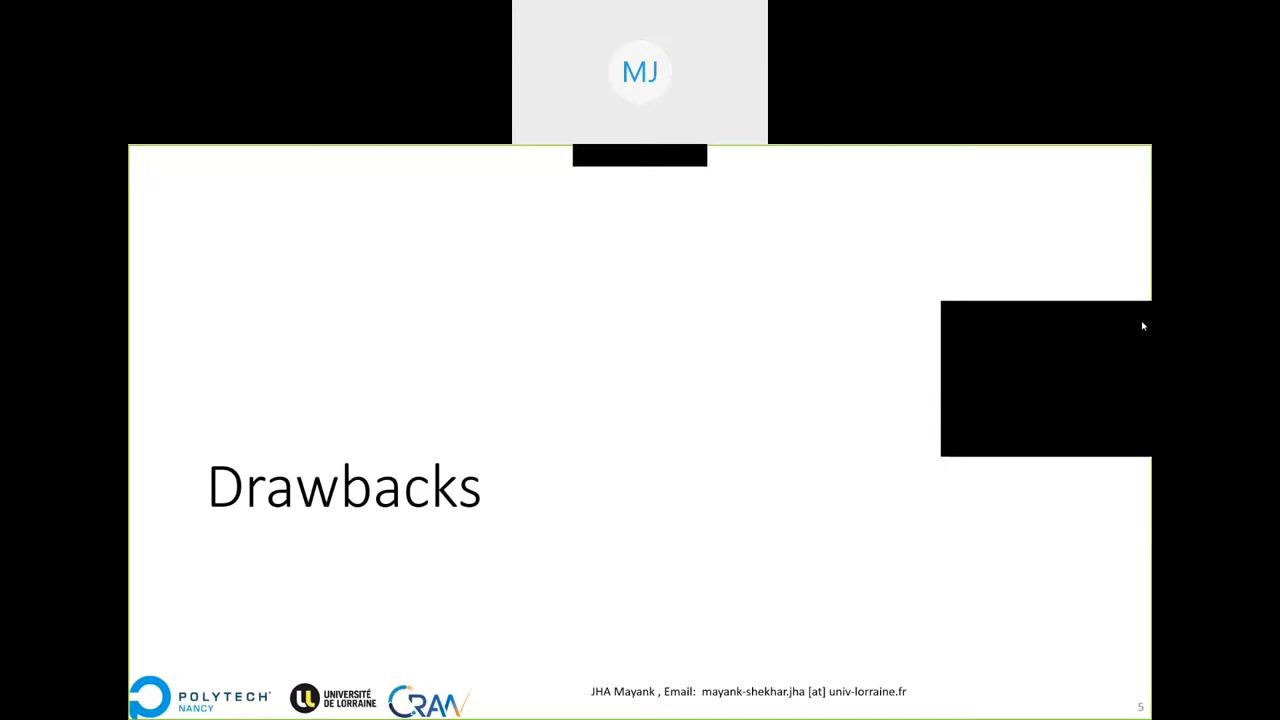 MJ
Drawbacks
POLYTECH
NANCY
UNIVERSITÉ
DE LORRAINE
CRAN
JHA Mayank , Email: mayank-shekhar.jha [at] univ-lorraine.fr
5